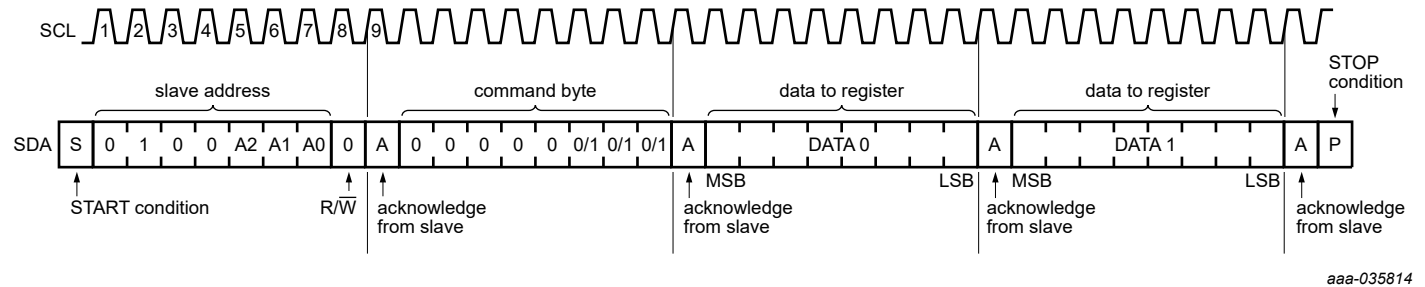 SCL 1 2 3 4 5 6 7 8 9
STOP
condition
slave address command byte data to register data to register
SDA S 0 1 0 0 A2 A1 A0 0 A 0 0 0 0 0 0/1 0/1 0/1 A DATA 0 A DATA 1 A P
MSB LSB MSB LSB
START condition R/W̅ acknowledge acknowledge acknowledge acknowledge
from slave from slave from slave from slave
aaa-035814